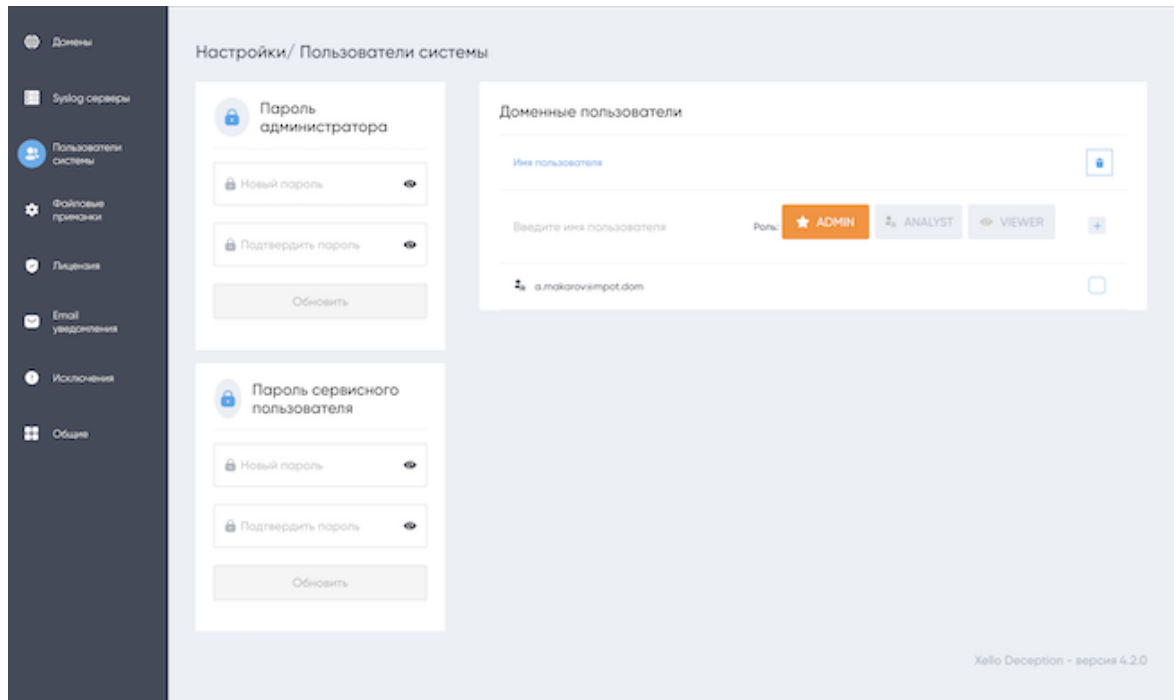 Домены
Syslog серверы
Пользователи
системы
Файловые
приманки
Лицензия
Email
уведомления
Исключения
Общие
Настройки/ Пользователи системы
Пароль
администратора
Новый пароль
Подтвердить пароль
Обновить
Пароль сервисного
пользователя
Новый пароль
Подтвердить пароль
Обновить
Доменные пользователи
Имя пользователя
Введите имя пользователя
Роль: ADMIN ANALYST VIEWER
a.makarov@mpot.dom
Xello Deception - версия 4.2.0